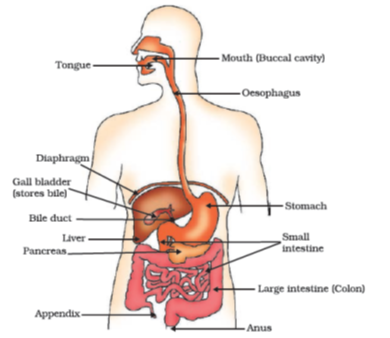 Mouth (Buccal cavity)
Tongue
Oesophagus
Diaphragm
Gall bladder
(stores bile)
Stomach
Bile duct
Liver
Small
intestine
Pancreas
Large intestine (Colon)
Appendix
Anus